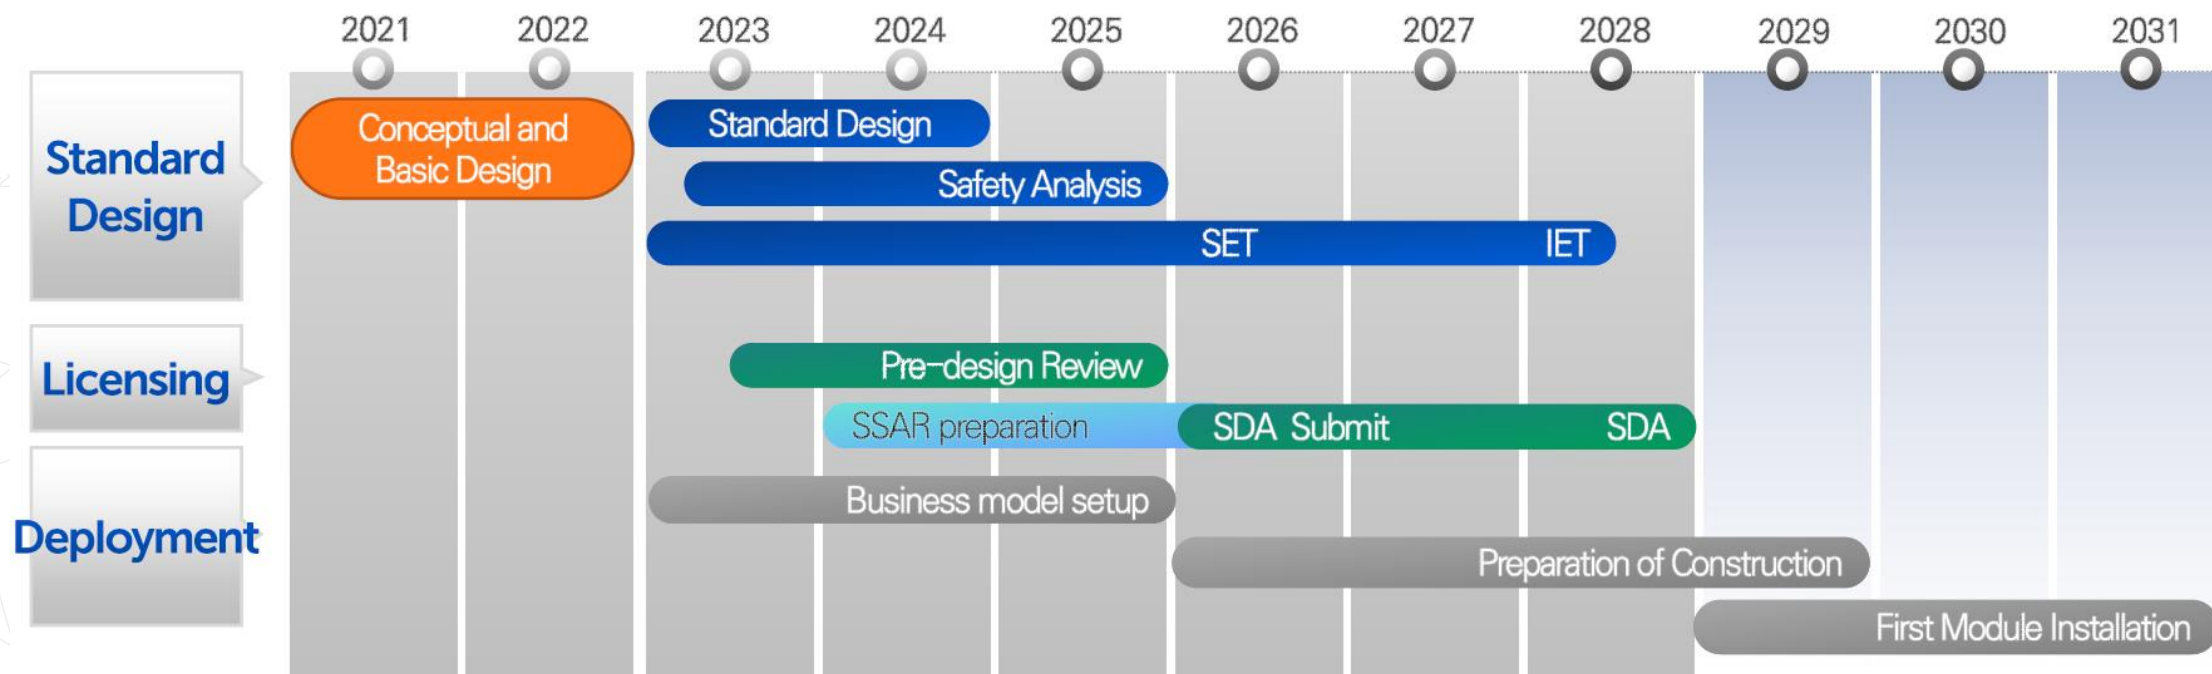 2021 2022 2023 2024 2025 2026 2027 2028 2029 2030 2031
Standard
Design
Conceptual and
Basic Design
Standard Design
Safety Analysis
SET IET
Licensing
Pre-design Review
SSAR preparation SDA Submit SDA
Deployment
Business model setup
Preparation of Construction
First Module Installation